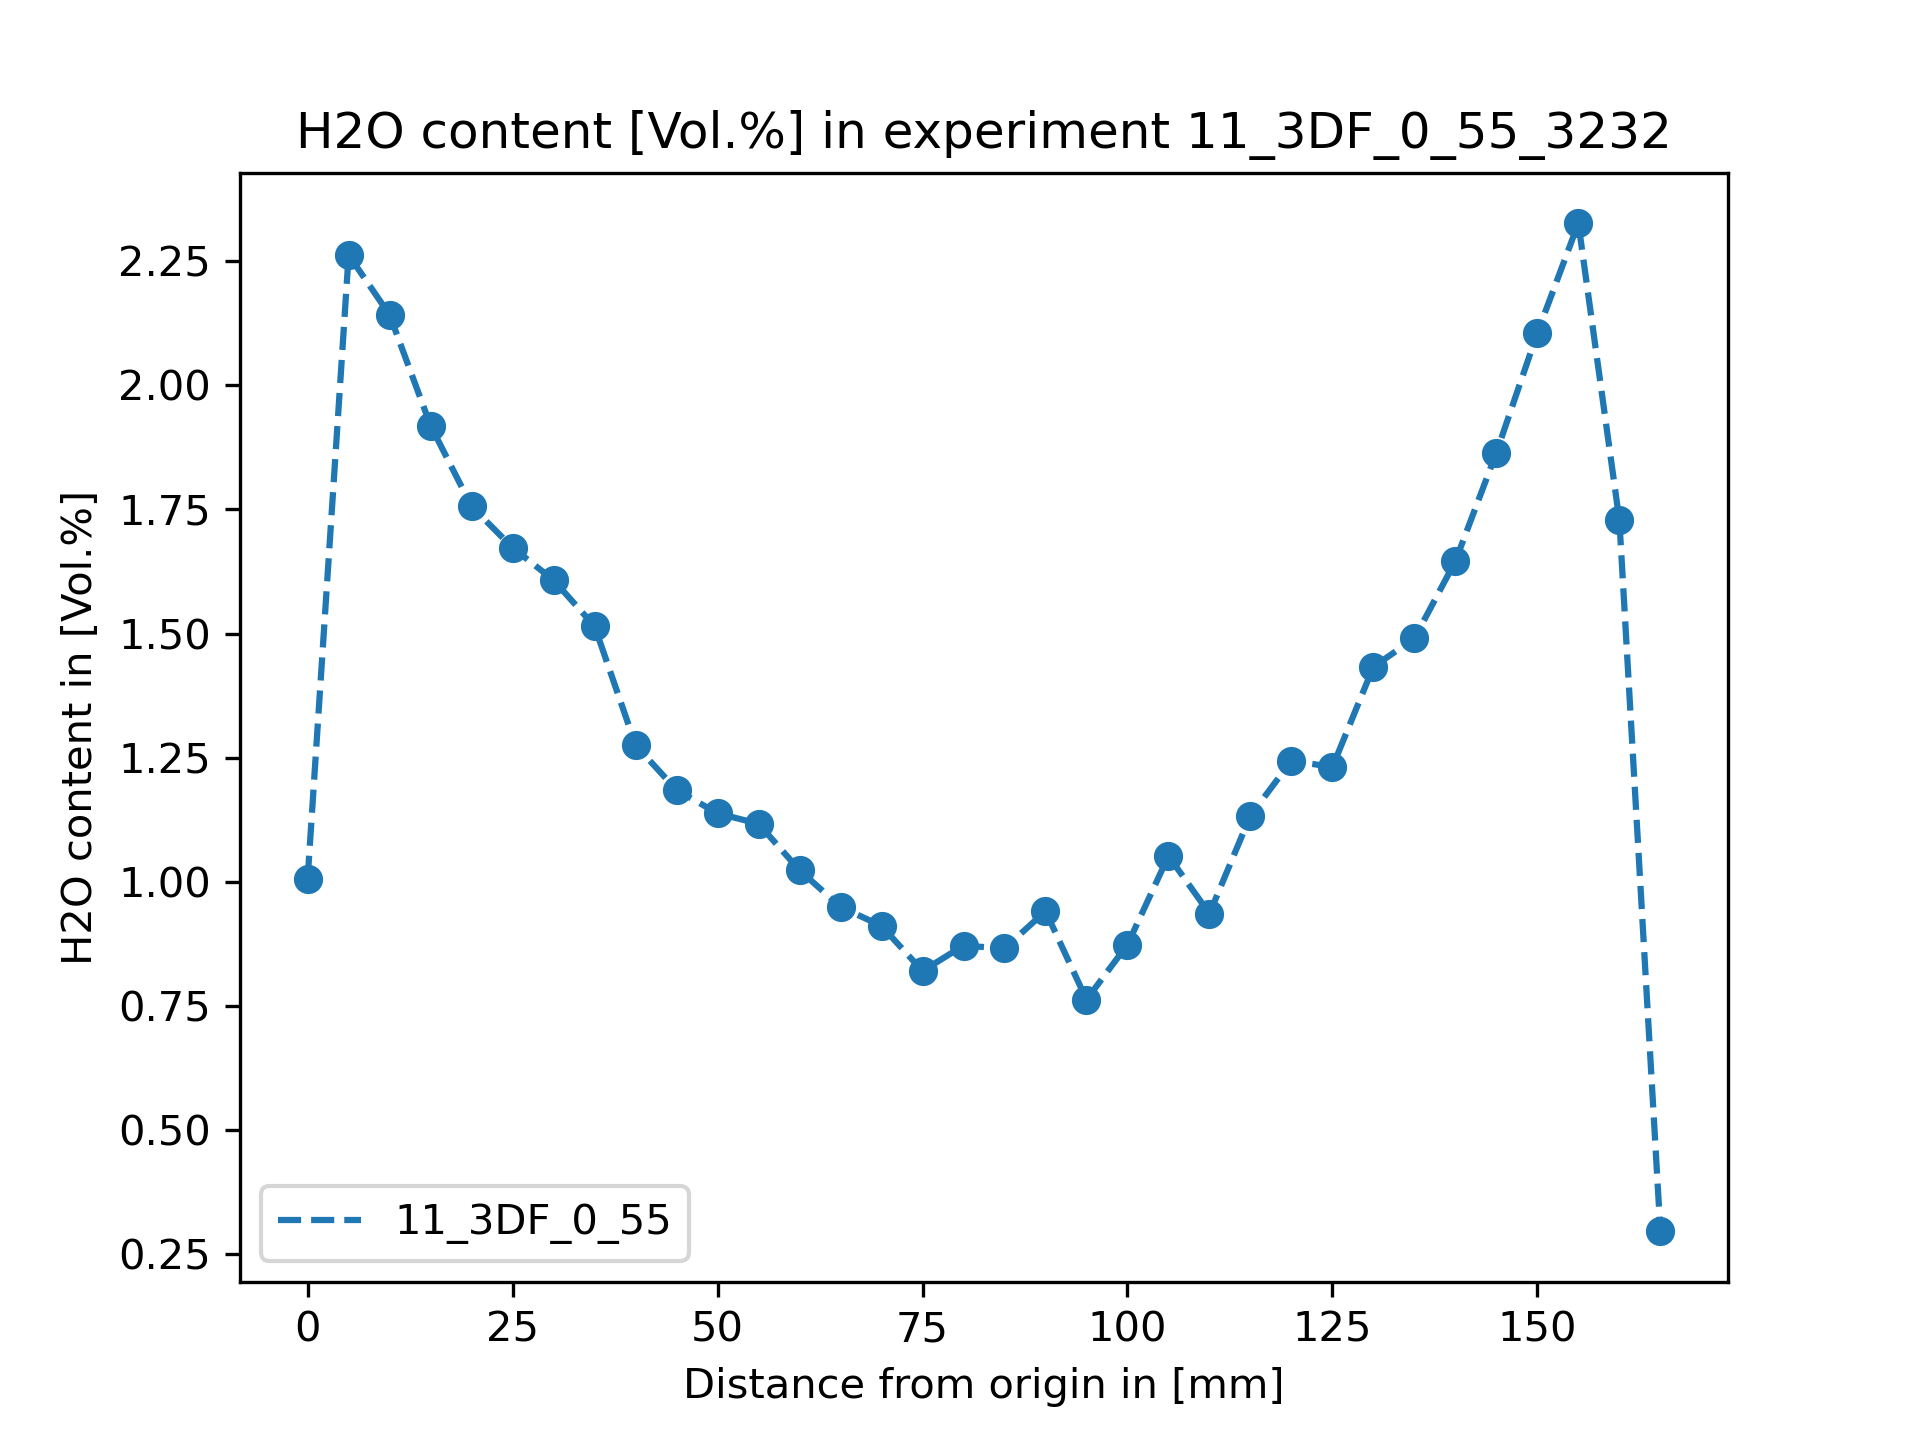 H2O content [Vol.%] in experiment 11_3DF_0_55_3232
H2O content in [Vol.%]
2.25
2.00
1.75
1.50
1.25
1.00
0.75
0.50
0.25
11_3DF_0_55
0 25 50 75 100 125 150
Distance from origin in [mm]